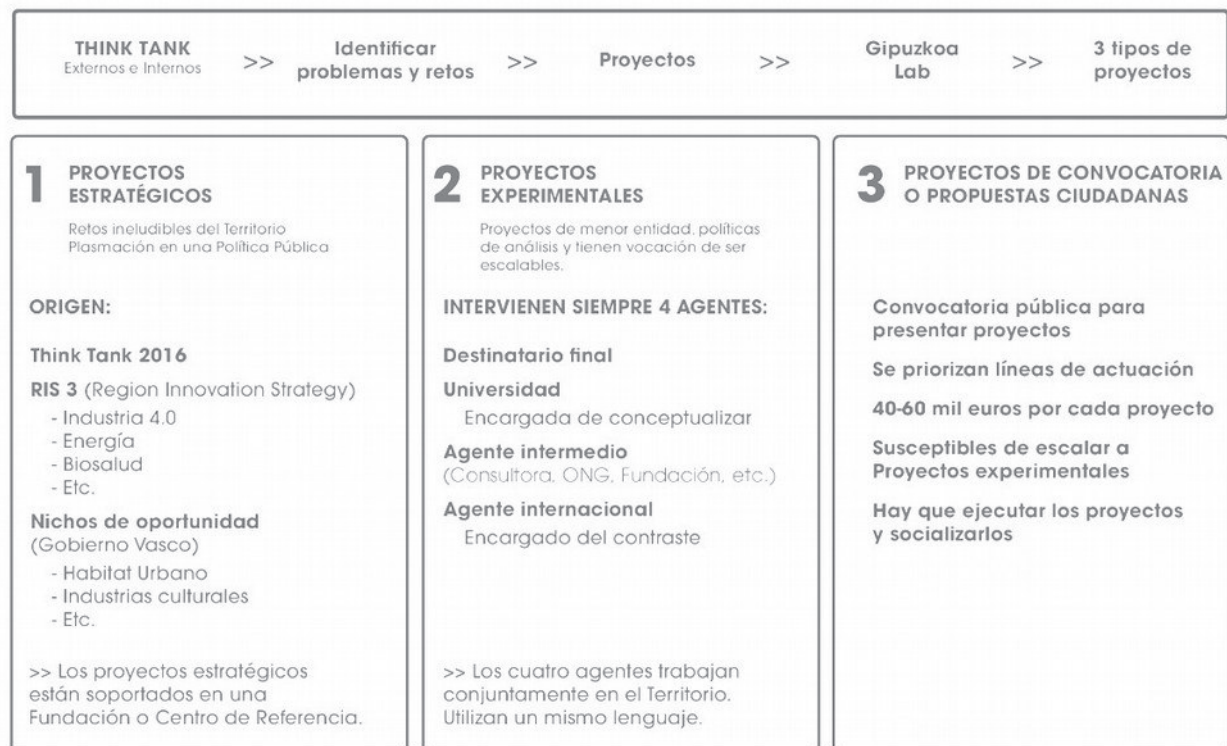 THINK TANK
Externos e Internos
>>
Identificar
problemas y retos
>>
Proyectos
>>
Gipuzkoa
Lab
>>
3 tipos de
proyectos
1 PROYECTOS
ESTRATÉGICOS
Retos ineludibles del Territorio
Plasmación en una Política Pública
ORIGEN:
Think Tank 2016
RIS 3 (Region Innovation Strategy)
- Industria 4.0
- Energía
- Biosalud
- Etc.
Nichos de oportunidad
(Gobierno Vasco)
- Habitat Urbano
- Industrias culturales
- Etc.
>> Los proyectos estratégicos
están soportados en una
Fundación o Centro de Referencia.
2 PROYECTOS
EXPERIMENTALES
Proyectos de menor entidad, políticas
de análisis y tienen vocación de ser
escalables.
INTERVIENEN SIEMPRE 4 AGENTES:
Destinatario final
Universidad
Encargada de conceptualizar
Agente intermedio
(Consultora, ONG, Fundación, etc.)
Agente internacional
Encargado del contraste
>> Los cuatro agentes trabajan
conjuntamente en el Territorio.
Utilizan un mismo lenguaje.
3 PROYECTOS DE CONVOCATORIA
O PROPUESTAS CIUDADANAS
Convocatoria pública para
presentar proyectos
Se priorizan líneas de actuación
40-60 mil euros por cada proyecto
Susceptibles de escalar a
Proyectos experimentales
Hay que ejecutar los proyectos
y socializarlos